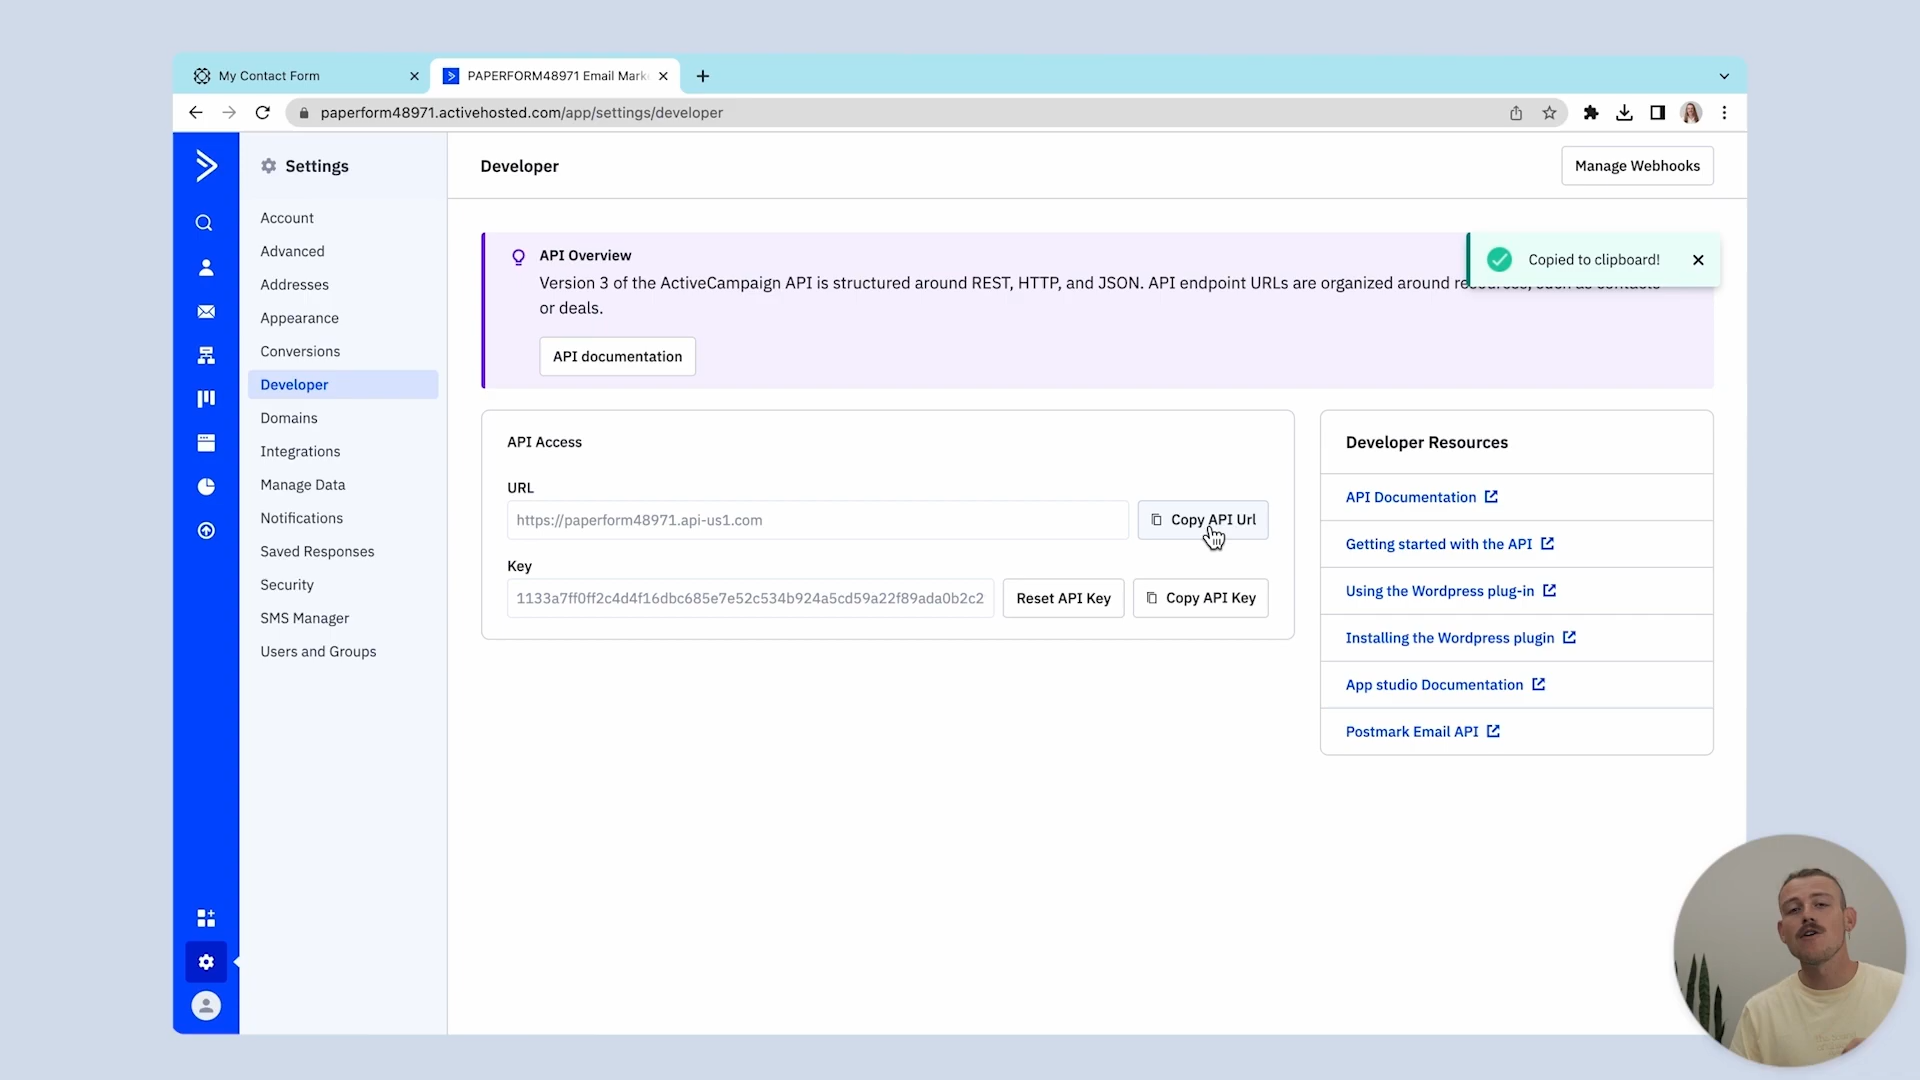 My Contact Form
PAPERFORM48971 Email Mark
paperform48971.activehosted.com/app/settings/developer
Settings
Account
Advanced
Addresses
Appearance
Conversions
Developer
Domains
Integrations
Manage Data
Notifications
Saved Responses
Security
SMS Manager
Users and Groups
Developer
Manage Webhooks
API Overview
Version 3 of the ActiveCampaign API is structured around REST, HTTP, and JSON. API endpoint URLs are organized around resources, such as contacts
or deals.
Copied to clipboard!
API documentation
API Access
URL
https://paperform48971.api-us1.com
Copy API Url
Key
1133a7ff0ff2c4d4f16dbc685e7e52c534b924a5cd59a22f89ada0b2c2
Reset API Key
Copy API Key
Developer Resources
API Documentation
Getting started with the API
Using the Wordpress plug-in
Installing the Wordpress plugin
App studio Documentation
Postmark Email API